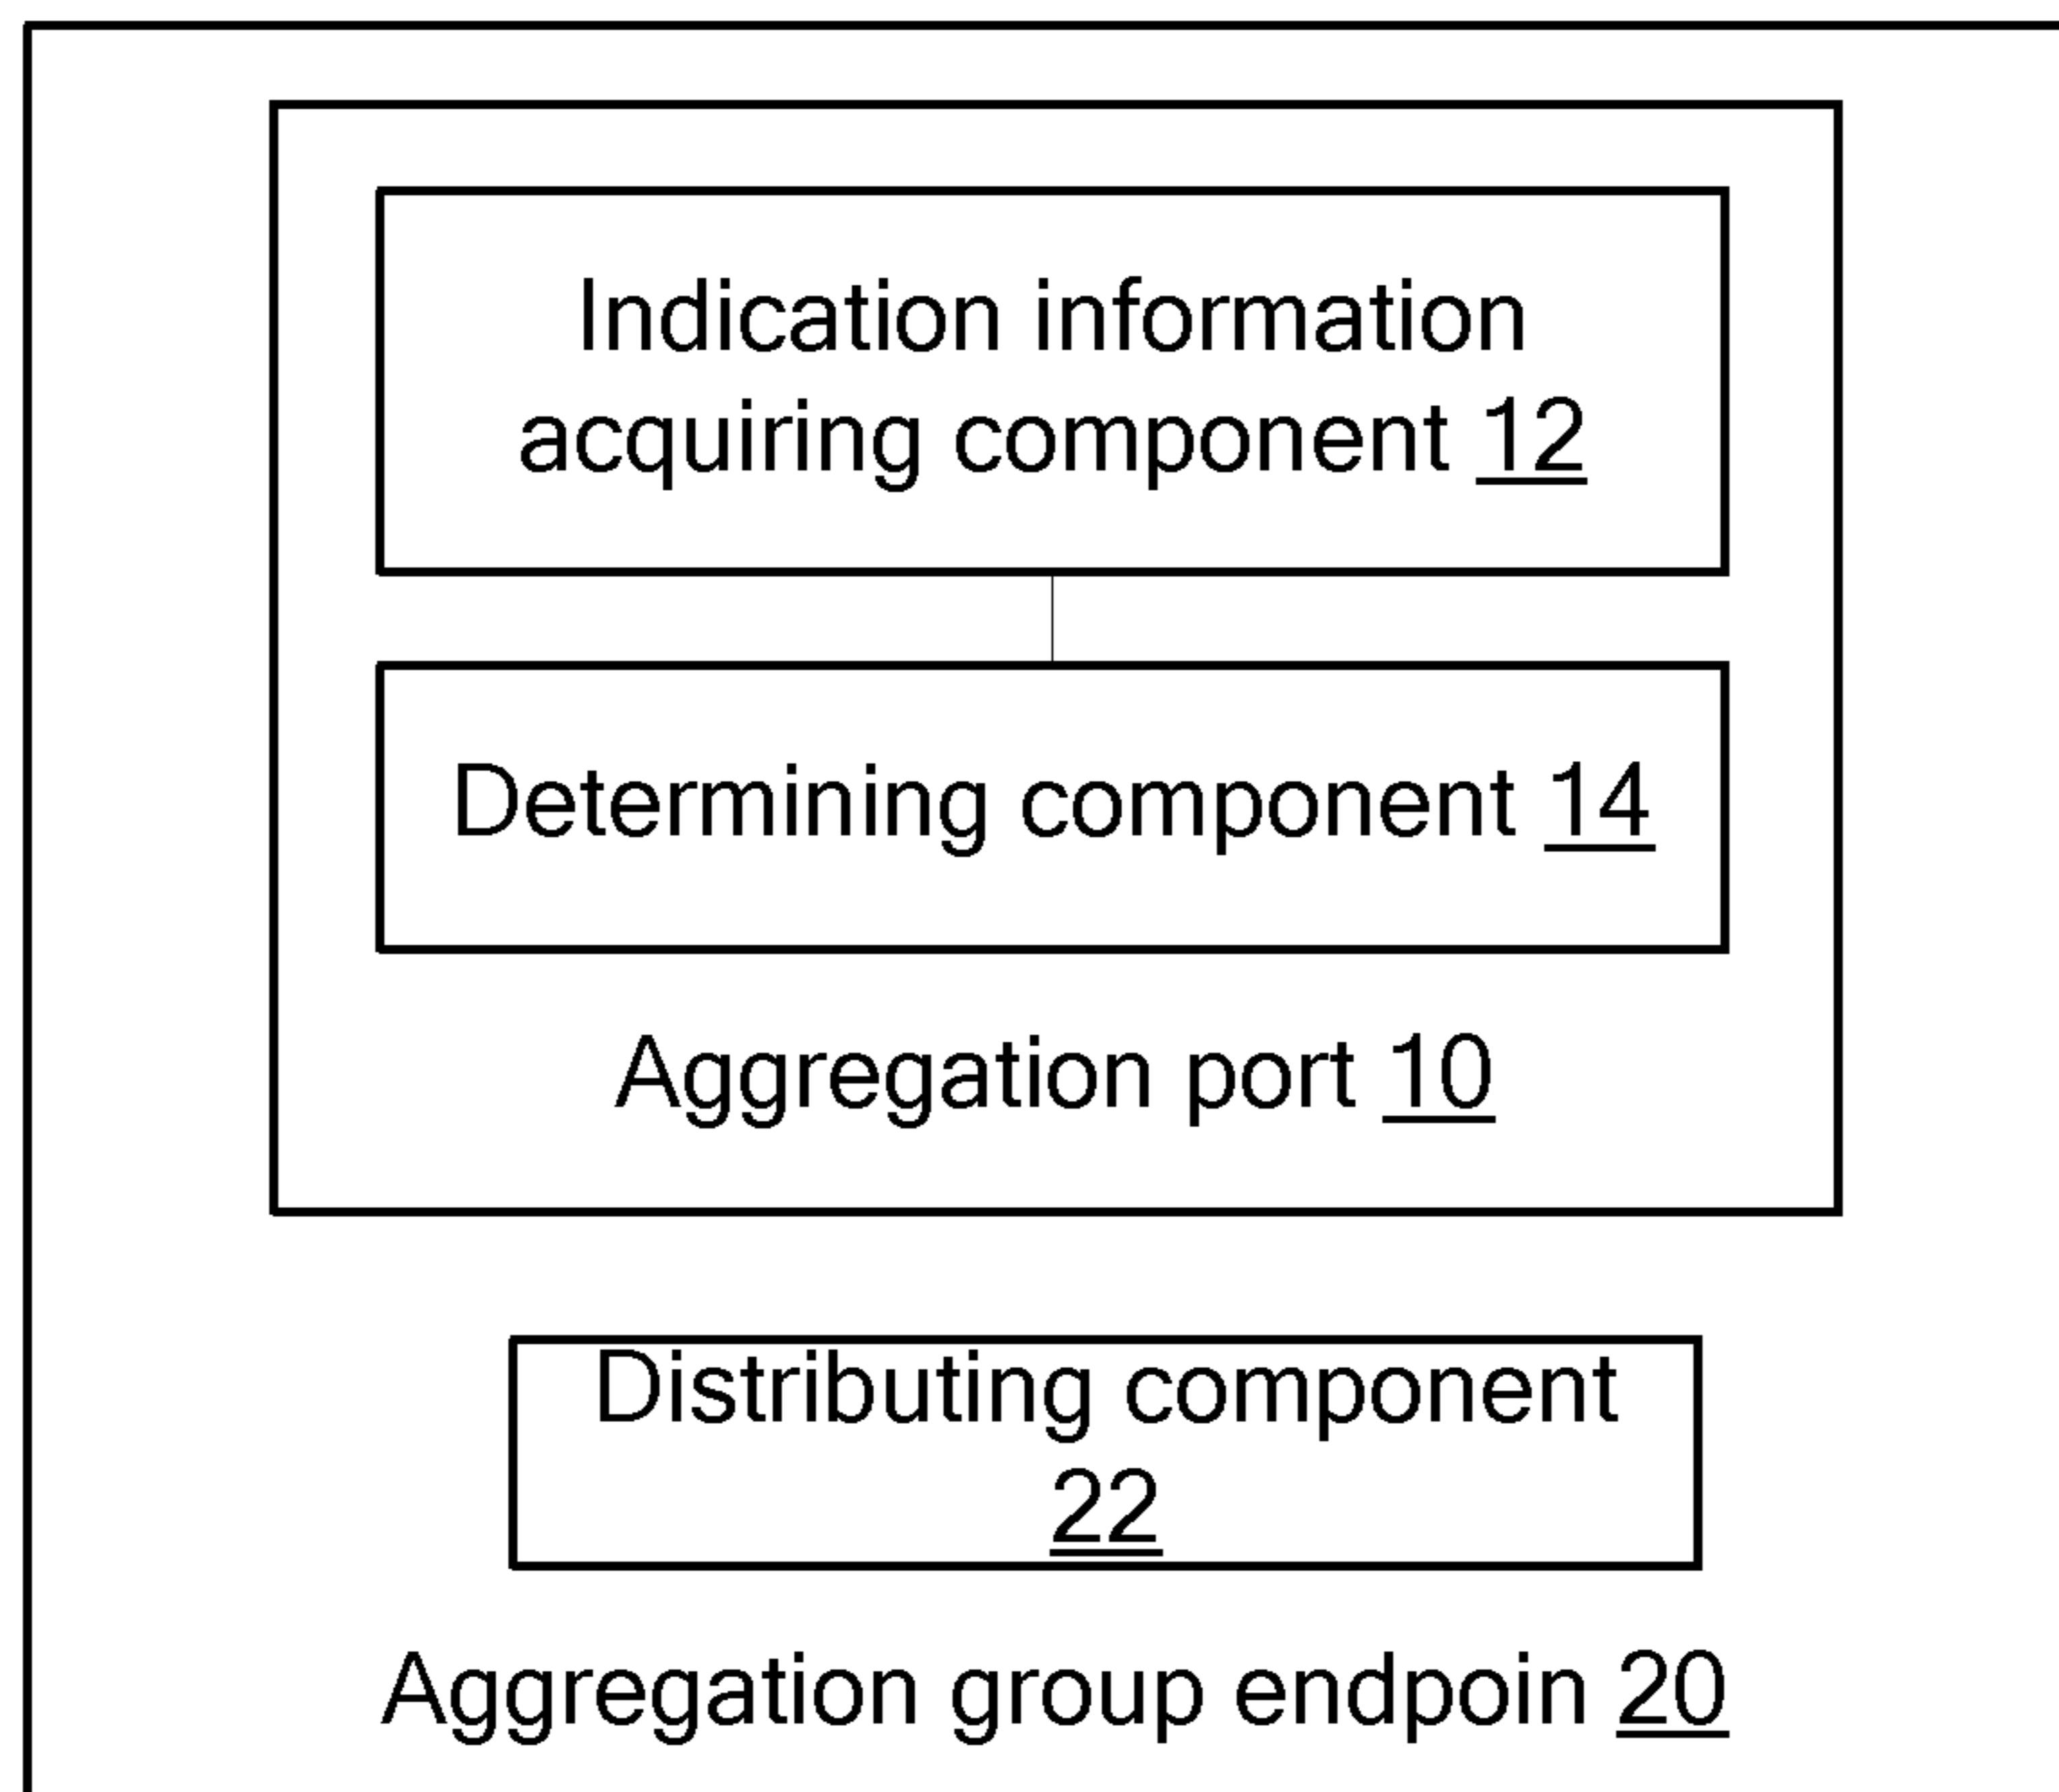 Indication information
acquiring component 12
Determining component 14
Aggregation port 10
Distributing component
22
Aggregation group endpoin 20